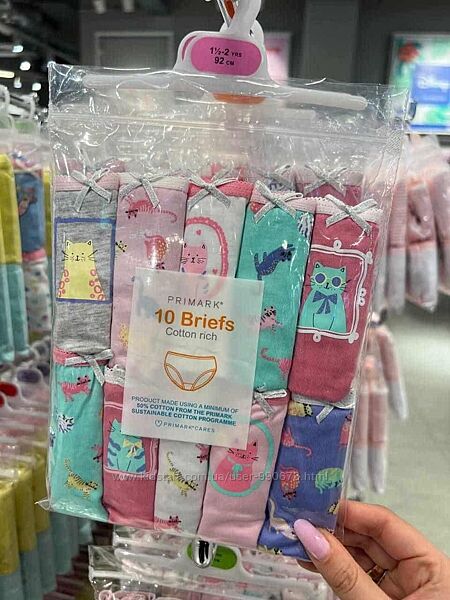 1½-2 YRS
92 CM
Disney
PRIMARK®
10 Briefs
Cotton rich
PRODUCT MADE USING A MINIMUM OF
50% COTTON FROM THE PRIMARK
SUSTAINABLE COTTON PROGRAMME
PRIMARK CARES